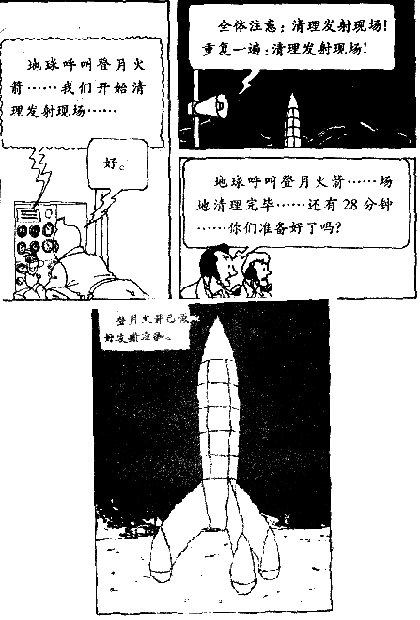 地球呼叫登月火
箭……我们开始清
理发射现场……
好。
全体注意：清理发射现场!
重复一遍：清理发射现场!
地球呼叫登月火箭……场
地清理完毕……还有28分钟
……你们准备好了吗?
登月火箭已做
好发射准备。